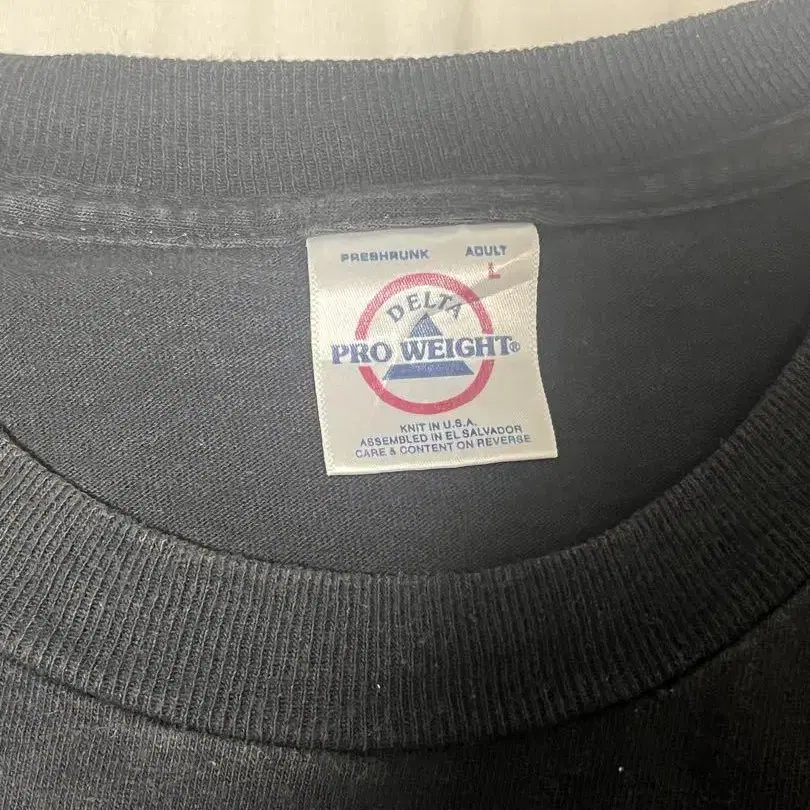 PRESHRUNK ADULT
L
DELTA
PRO WEIGHT®
KNIT IN U.S.A.
ASSEMBLED IN EL SALVADOR
CARE & CONTENT ON REVERSE